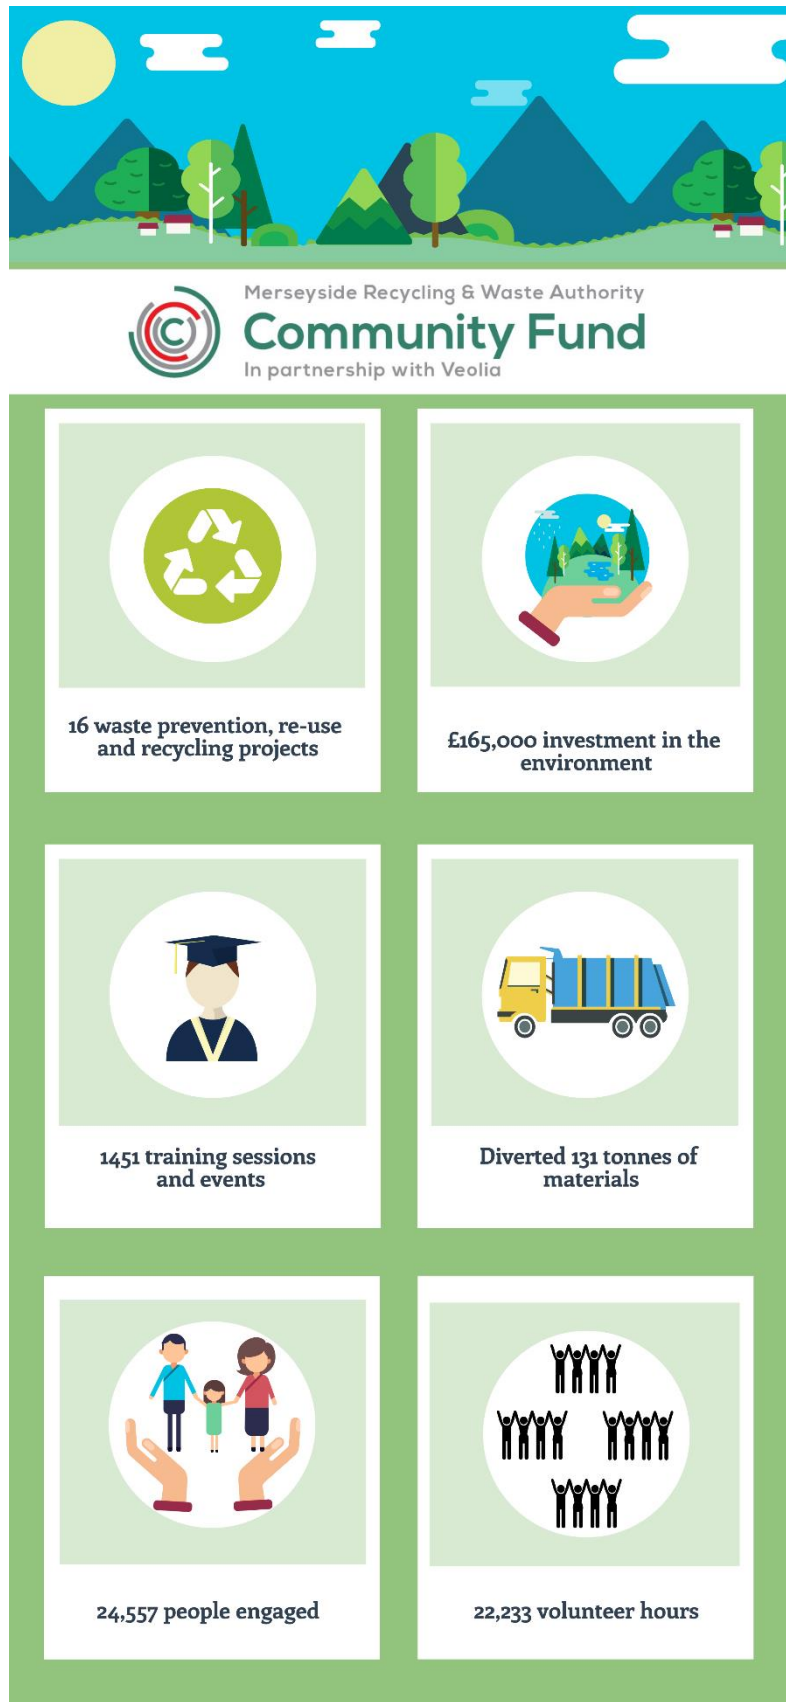 Merseyside Recycling & Waste Authority
Community Fund
In partnership with Veolia
16 waste prevention, re-use
and recycling projects
£165,000 investment in the
environment
1451 training sessions
and events
Diverted 131 tonnes of
materials
24,557 people engaged
22,233 volunteer hours